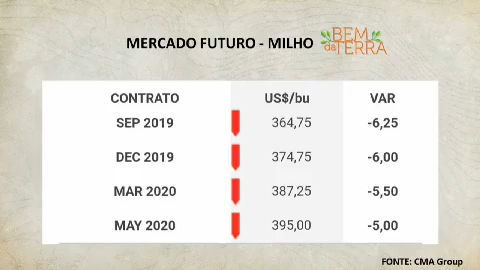 MERCADO FUTURO - MILHO BEM
da TERRA
CONTRATO US$/bu VAR
SEP 2019 364,75 -6,25
DEC 2019 374,75 -6,00
MAR 2020 387,25 -5,50
MAY 2020 395,00 -5,00
FONTE: CMA Group